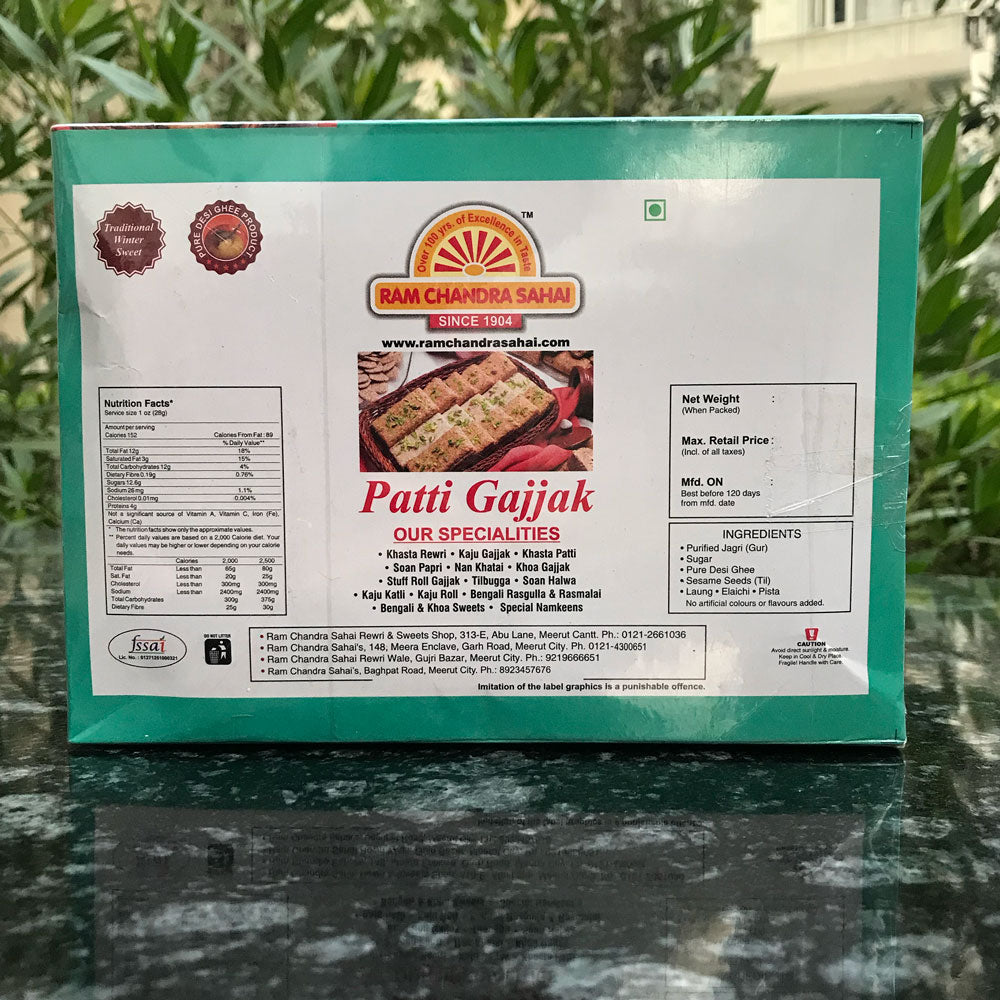 Traditional
Winter
Sweet
PURE DESI GHEE PRODUCT
Over 100 yrs. of Excellence in Taste
TM
RAM CHANDRA SAHAI
SINCE 1904
www.ramchandrasahai.com
Patti Gajjak
OUR SPECIALITIES
• Khasta Rewri • Kaju Gajjak • Khasta Patti
• Soan Papri • Nan Khatai • Khoa Gajjak
• Stuff Roll Gajjak • Tilbugga • Soan Halwa
• Kaju Katli • Kaju Roll • Bengali Rasgulla & Rasmalai
• Bengali & Khoa Sweets • Special Namkeens
Nutrition Facts*
Service size 1 oz (28g)
Amount per serving
Calories 152 Calories From Fat : 89
% Daily Value**
Total Fat 12g 18%
Saturated Fat 3g 15%
Total Carbohydrates 12g 4%
Dietary Fibre 0.19g 0.76%
Sugars 12.6g
Sodium 26mg 1.1%
Cholesterol 0.01mg 0.004%
Proteins 4g
Not a significant source of Vitamin A, Vitamin C, Iron (Fe),
Calcium (Ca)
* The nutrition facts show only the approximate values.
** Percent daily values are based on a 2,000 Calorie diet. Your
daily values may be higher or lower depending on your calorie
needs.
Calories 2,000 2,500
Total Fat Less than 65g 80g
Sat. Fat Less than 20g 25g
Cholesterol Less than 300mg 300mg
Sodium Less than 2400mg 2400mg
Total Carbohydrates 300g 375g
Dietary Fibre 25g 30g
Net Weight :
(When Packed)
Max. Retail Price :
(Incl. of all taxes)
Mfd. ON :
Best before 120 days
from mfd. date
INGREDIENTS
• Purified Jagri (Gur)
• Sugar
• Pure Desi Ghee
• Sesame Seeds (Til)
• Laung • Elaichi • Pista
No artificial colours or flavours added.
fssai
Lic. No. : 91271251000321
DO NOT LITTER
• Ram Chandra Sahai Rewri & Sweets Shop, 313-E, Abu Lane, Meerut Cantt. Ph.: 0121-2661036
• Ram Chandra Sahai's, 148, Meera Enclave, Garh Road, Meerut City. Ph. 0121-4300651
• Ram Chandra Sahai Rewri Wale, Gujri Bazar, Meerut City. Ph.: 9219666651
• Ram Chandra Sahai's, Baghpat Road, Meerut City. Ph.: 8923457676
Imitation of the label graphics is a punishable offence.
CAUTION
Avoid direct sunlight & moisture.
Keep in Cool & Dry Place.
Fragile! Handle with Care.